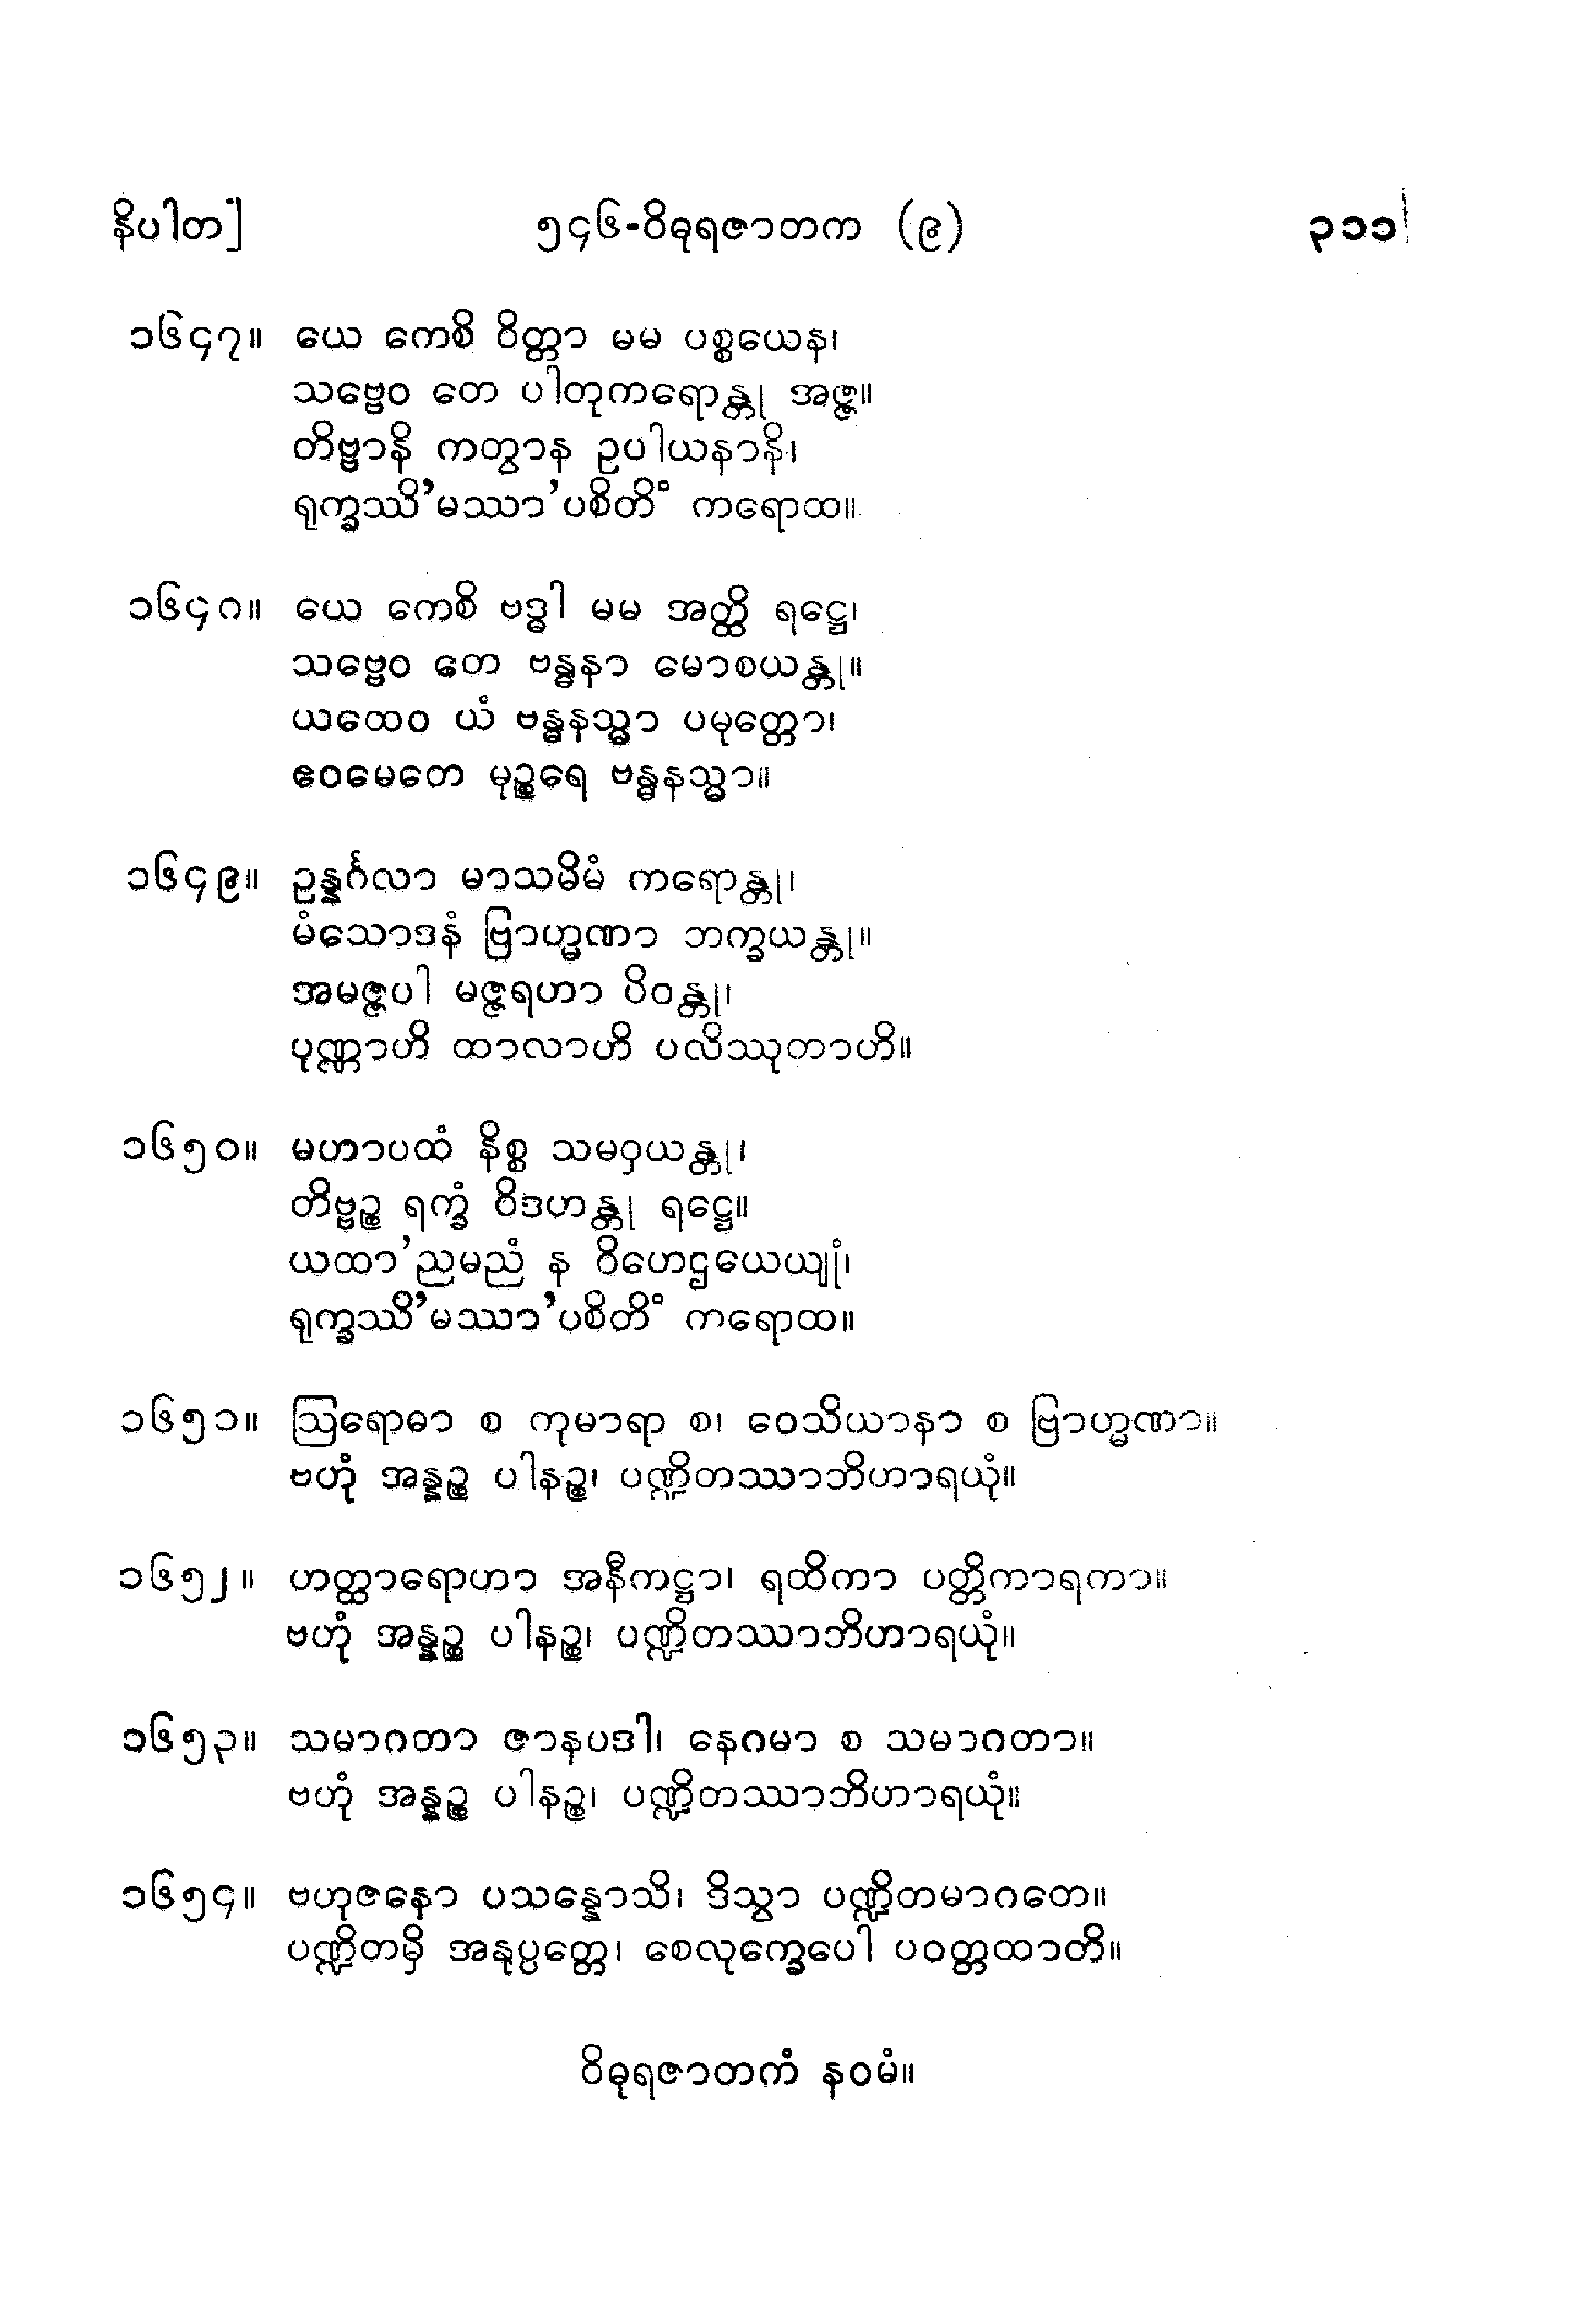 နိပါတ]
၅၄၆-ဝိဓုရဇာတက (၉)
၃၁၁
၁၆၄၇။ ယေ ကေစိ ဝိတ္တာ မမ ပစ္စယေန၊
သဗ္ဗေဝ တေ ပါတုကရောန္တု အဇ္ဇ။
တိဗ္ဗာနိ ကတွာန ဥပါယနာနိ၊
ရုက္ခဿိ’မဿာ’ပစိတိံ ကရောထ။
၁၆၄၈။ ယေ ကေစိ ဗဒ္ဓါ မမ အတ္ထိ ရဋ္ဌေ၊
သဗ္ဗေဝ တေ ဗန္ဓနာ မောစယန္တု။
ယထေဝ ယံ ဗန္ဓနသ္မာ ပမုတ္တော၊
ဧဝမေတေ မုဉ္စရေ ဗန္ဓနသ္မာ။
၁၆၄၉။ ဥန္နင်္ဂလာ မာသမိမံ ကရောန္တု၊
မံသောဒနံ ဗြာဟ္မဏာ ဘက္ခယန္တု။
အမဇ္ဇပါ မဇ္ဇရဟာ ပိဝန္တု၊
ပုဏ္ဏာဟိ ထာလာဟိ ပလိဿုတာဟိ။
၁၆၅၀။ မဟာပထံ နိစ္စ သမဝှယန္တု၊
တိဗ္ဗဉ္စ ရက္ခံ ဝိဒဟန္တု ရဋ္ဌေ။
ယထာ’ညမညံ န ဝိဟေဌယေယျုံ၊
ရုက္ခဿိ’မဿာ’ပစိတိံ ကရောထ။
၁၆၅၁။ ဩရောဓာ စ ကုမာရာ စ၊ ဝေသိယာနာ စ ဗြာဟ္မဏာ။
ဗဟုံ အန္နဉ္စ ပါနဉ္စ၊ ပဏ္ဍိတဿာဘိဟာရယုံ။
၁၆၅၂။ ဟတ္ထာရောဟာ အနီကဋ္ဌာ၊ ရထိကာ ပတ္တိကာရကာ။
ဗဟုံ အန္နဉ္စ ပါနဉ္စ၊ ပဏ္ဍိတဿာဘိဟာရယုံ။
၁၆၅၃။ သမာဂတာ ဇာနပဒါ၊ နေဂမာ စ သမာဂတာ။
ဗဟုံ အန္နဉ္စ ပါနဉ္စ၊ ပဏ္ဍိတဿာဘိဟာရယုံ။
၁၆၅၄။ ဗဟုဇနော ပသန္နောသိ၊ ဒိသွာ ပဏ္ဍိတမာဂတေ။
ပဏ္ဍိတမှိ အနုပ္ပတ္တေ၊ စေလုက္ခေပေါ ပဝတ္တထာတိ။
ဝိဓုရဇာတကံ နဝမံ။